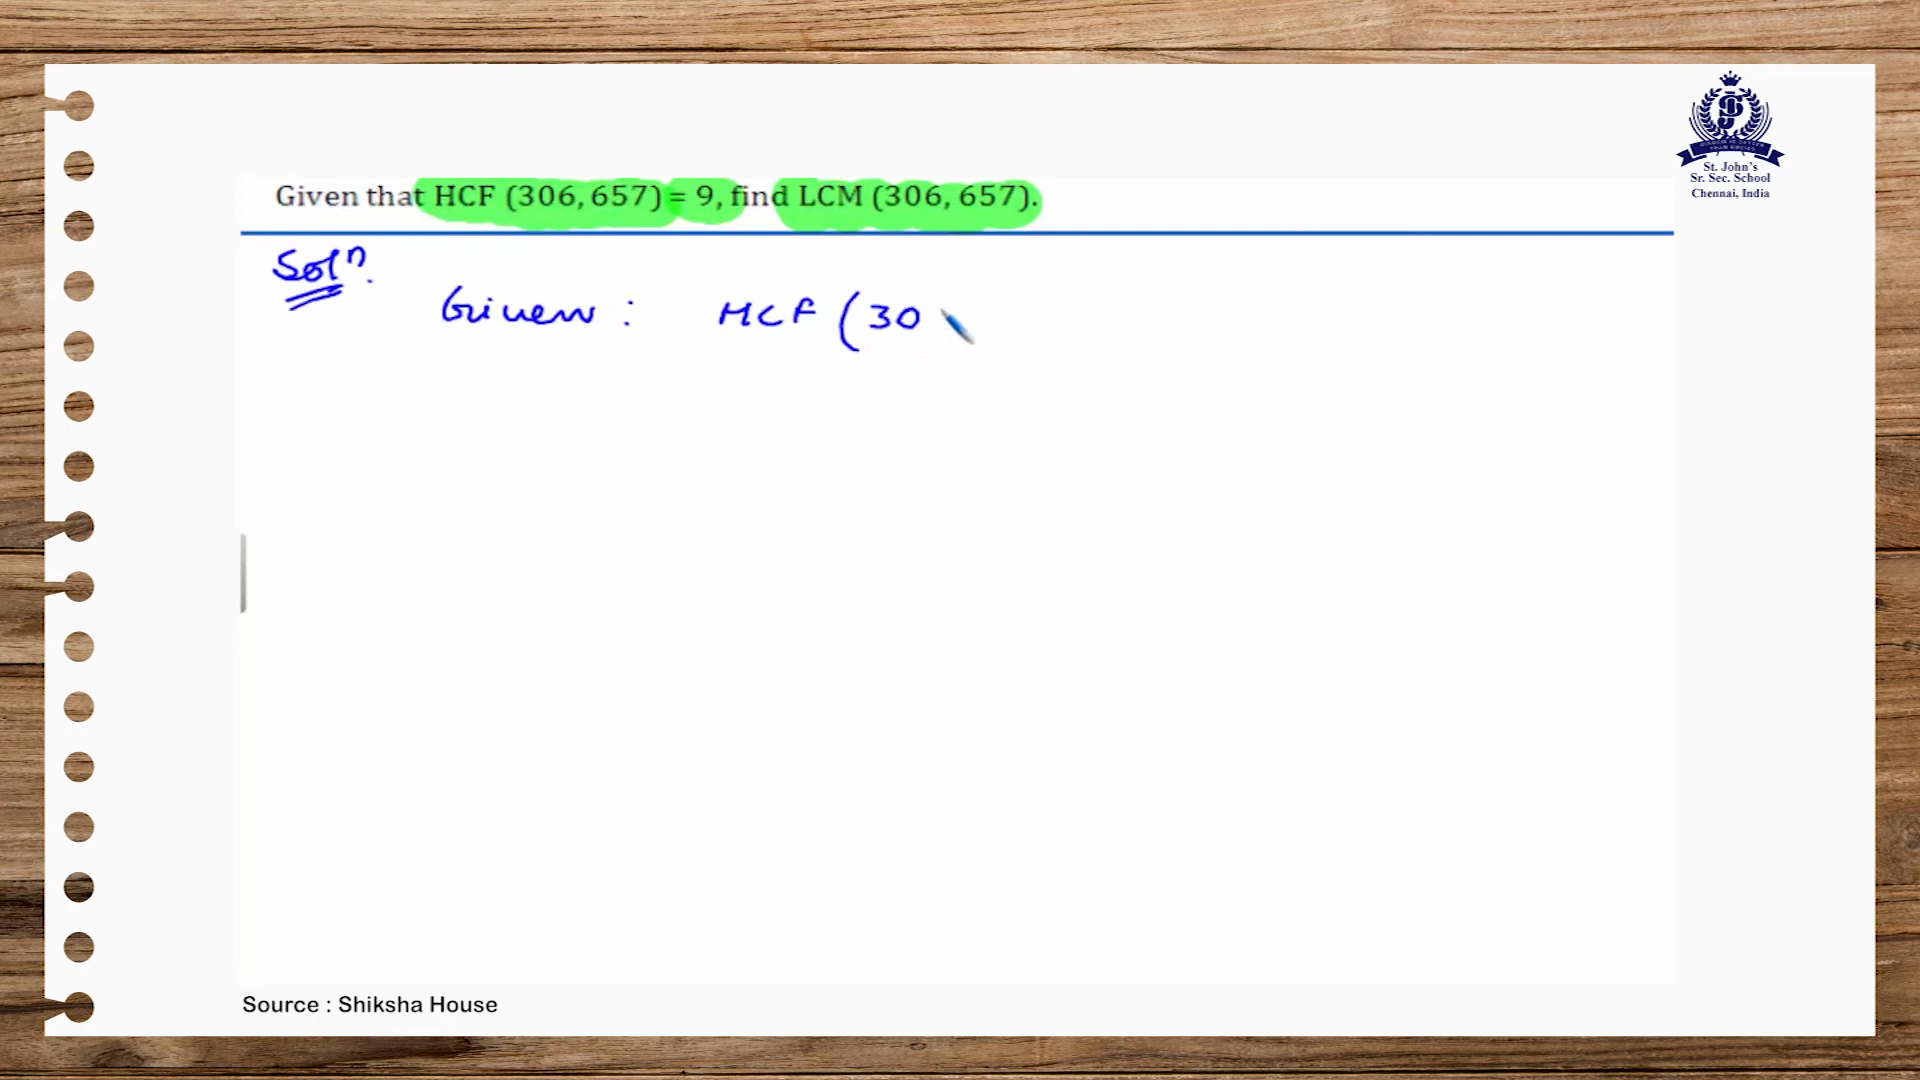 St. John's
Sr. Sec. School
Chennai, India
Given that HCF (306, 657) = 9, find LCM (306, 657).
Solⁿ.
Given : HCF (30
Source : Shiksha House